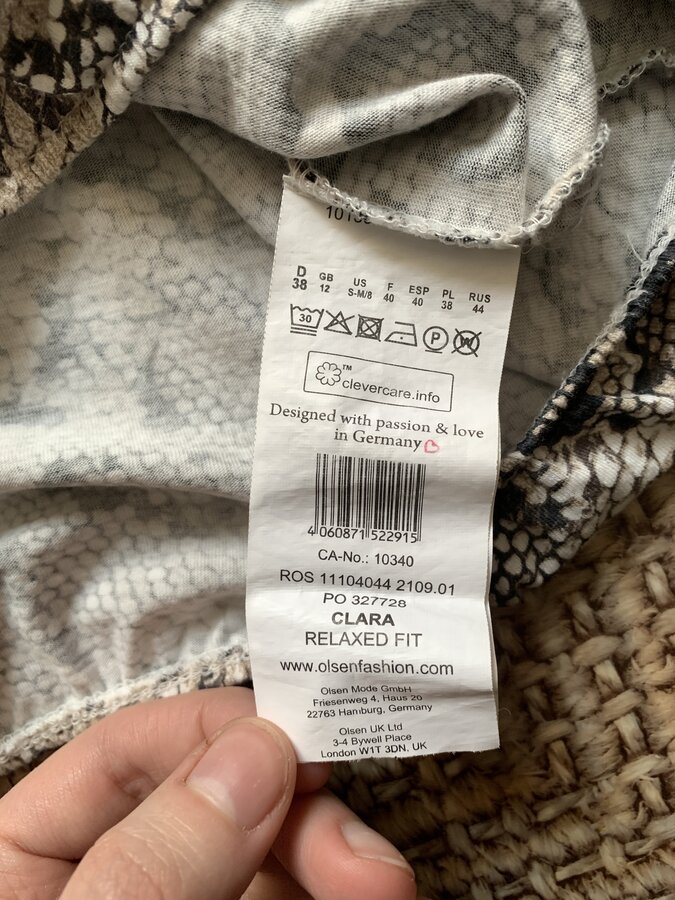 D GB US F ESP PL RUS
38 12 S-M/8 40 40 38 44
30 P W
™
clevercare.info
Designed with passion & love
in Germany
4 060871 522915
CA-No.: 10340
ROS 11104044 2109.01
PO 327728
CLARA
RELAXED FIT
www.olsenfashion.com
Olsen Mode GmbH
Friesenweg 4, Haus 20
22763 Hamburg, Germany
Olsen UK Ltd
3-4 Bywell Place
London W1T 3DN, UK